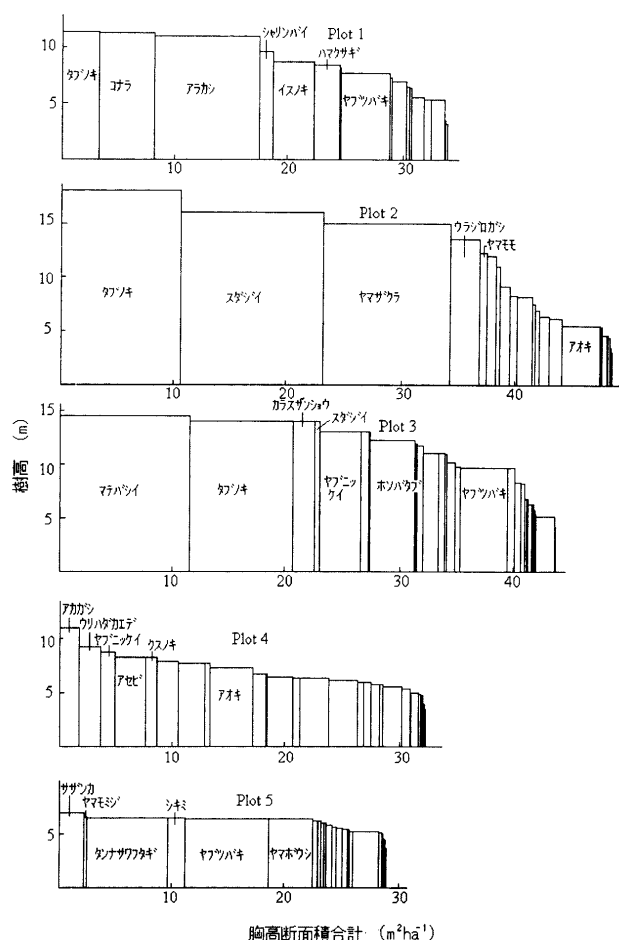 シャリンバイ Plot 1
ハマクサギ
10
タブノキ コナラ アラカシ イスノキ ヤブツバキ
5
10 20 30
Plot 2
15
ウラジロガシ
ヤマモモ
10
タブノキ スダジイ ヤマザクラ
5
アオキ
10 20 30 40
カラスザンショウ
スダジイ
15
Plot 3
10
マテバシイ タブノキ ヤブニッケイ ホソバタブ ヤブツバキ
5
10 20 30 40
樹高 (m)
アカガシ
ウリハダカエデ
ヤブニッケイ クスノキ Plot 4
10
アセビ アオキ
5
10 20 30
サザンカ
ヤマモミジ シキミ Plot 5
5
タンナサワフタギ ヤブツバキ ヤマボウシ
10 20 30
胸高断面積合計 (m²ha⁻¹)